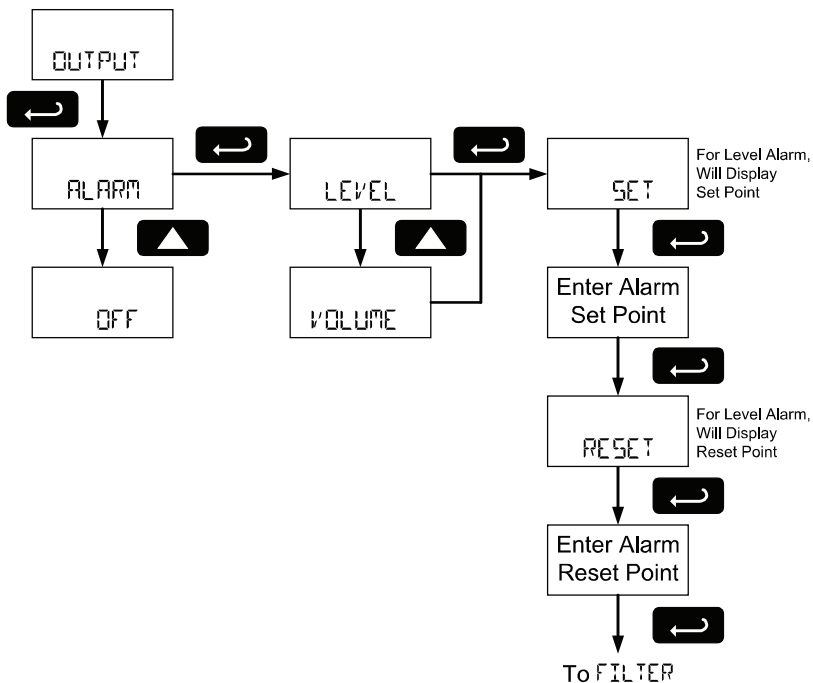 OUTPUT
ALARM
OFF
LEVEL
VOLUME
SET
For Level Alarm,
Will Display
Set Point
Enter Alarm
Set Point
RESET
For Level Alarm,
Will Display
Reset Point
Enter Alarm
Reset Point
To FILTER